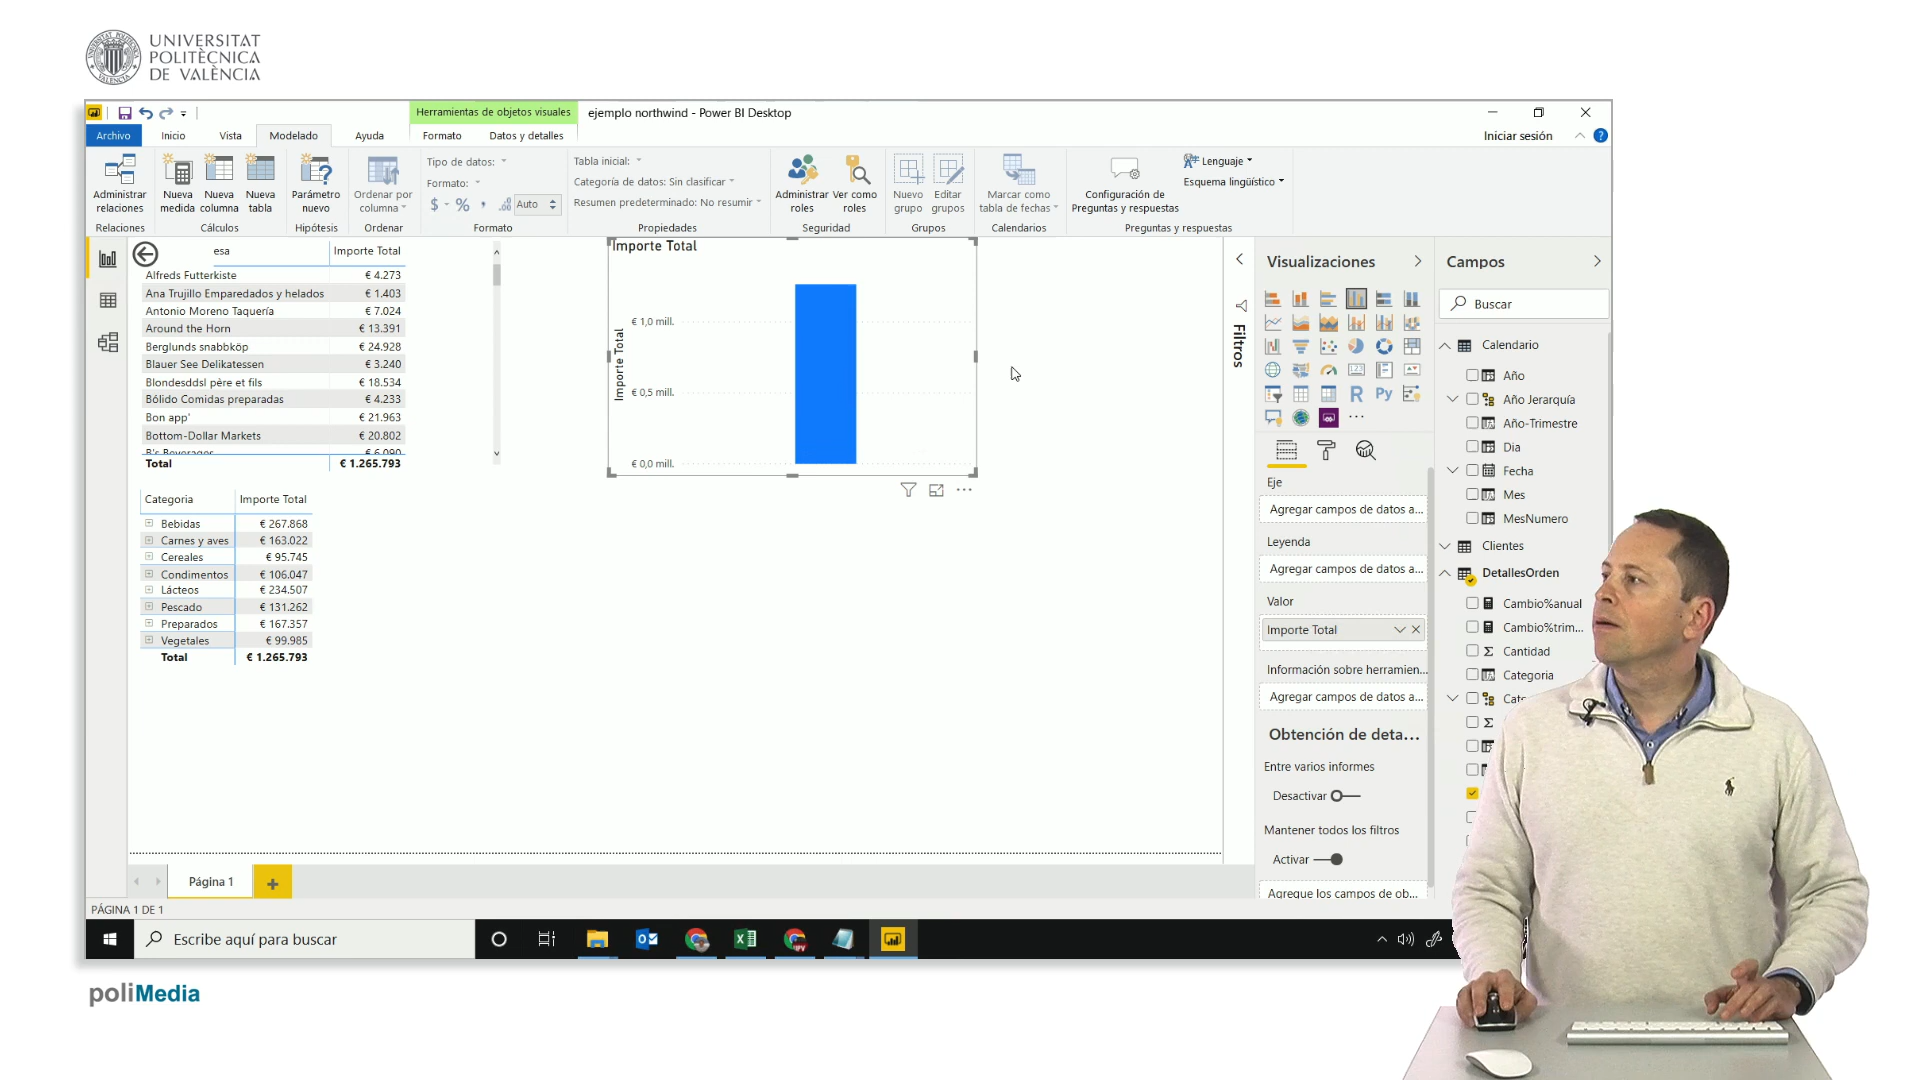 UNIVERSITAT
POLITÈCNICA
DE VALÈNCIA
Herramientas de objetos visuales
ejemplo northwind - Power BI Desktop
Archivo
Inicio
Vista
Modelado
Ayuda
Formato
Datos y detalles
Iniciar sesión
Administrar
relaciones
Relaciones
Nueva
medida
Nueva
columna
Nueva
tabla
Cálculos
Parámetro
nuevo
Hipótesis
Ordenar por
columna
Ordenar
Tipo de datos:
Formato:
$ % , .00 Auto
Formato
Tabla inicial:
Categoría de datos: Sin clasificar
Resumen predeterminado: No resumir
Propiedades
Administrar
roles
Ver como
roles
Seguridad
Nuevo
grupo
Editar
grupos
Grupos
Marcar como
tabla de fechas
Calendarios
Configuración de
Preguntas y respuestas
Lenguaje
Esquema lingüístico
Preguntas y respuestas
esa Importe Total
Alfreds Futterkiste € 4.273
Ana Trujillo Emparedados y helados € 1.403
Antonio Moreno Taquería € 7.024
Around the Horn € 13.391
Berglunds snabbköp € 24.928
Blauer See Delikatessen € 3.240
Blondesddsl père et fils € 18.534
Bólido Comidas preparadas € 4.233
Bon app' € 21.963
Bottom-Dollar Markets € 20.802
B's Beverages € 6.090
Total € 1.265.793
Categoria Importe Total
Bebidas € 267.868
Carnes y aves € 163.022
Cereales € 95.745
Condimentos € 106.047
Lácteos € 234.507
Pescado € 131.262
Preparados € 167.357
Vegetales € 99.985
Total € 1.265.793
Importe Total
Importe Total
€ 1,0 mill.
€ 0,5 mill.
€ 0,0 mill.
Filtros
Visualizaciones
R Py
Eje
Agregar campos de datos a...
Leyenda
Agregar campos de datos a...
Valor
Importe Total
Información sobre herramien...
Agregar campos de datos a...
Obtención de deta...
Entre varios informes
Desactivar
Mantener todos los filtros
Activar
Agregue los campos de ob...
Campos
Buscar
Calendario
Año
Año Jerarquía
Año-Trimestre
Dia
Fecha
Mes
MesNumero
Clientes
DetallesOrden
Cambio%anual
Cambio%trim...
Cantidad
Categoria
Cate
Página 1
PÁGINA 1 DE 1
Escribe aquí para buscar
poliMedia